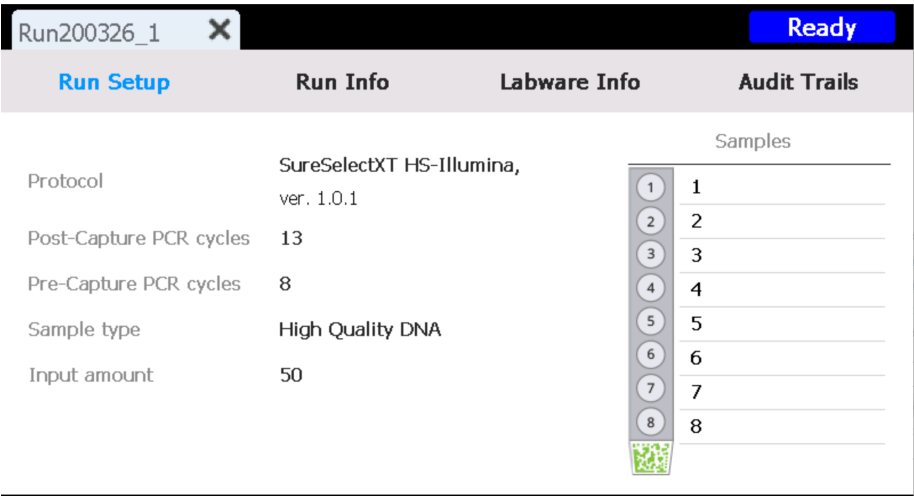 Run200326_1
Ready
Run Setup
Run Info
Labware Info
Audit Trails
Protocol
SureSelectXT HS-Illumina,
ver. 1.0.1
Post-Capture PCR cycles
13
Pre-Capture PCR cycles
8
Sample type
High Quality DNA
Input amount
50
Samples
1 1
2 2
3 3
4 4
5 5
6 6
7 7
8 8